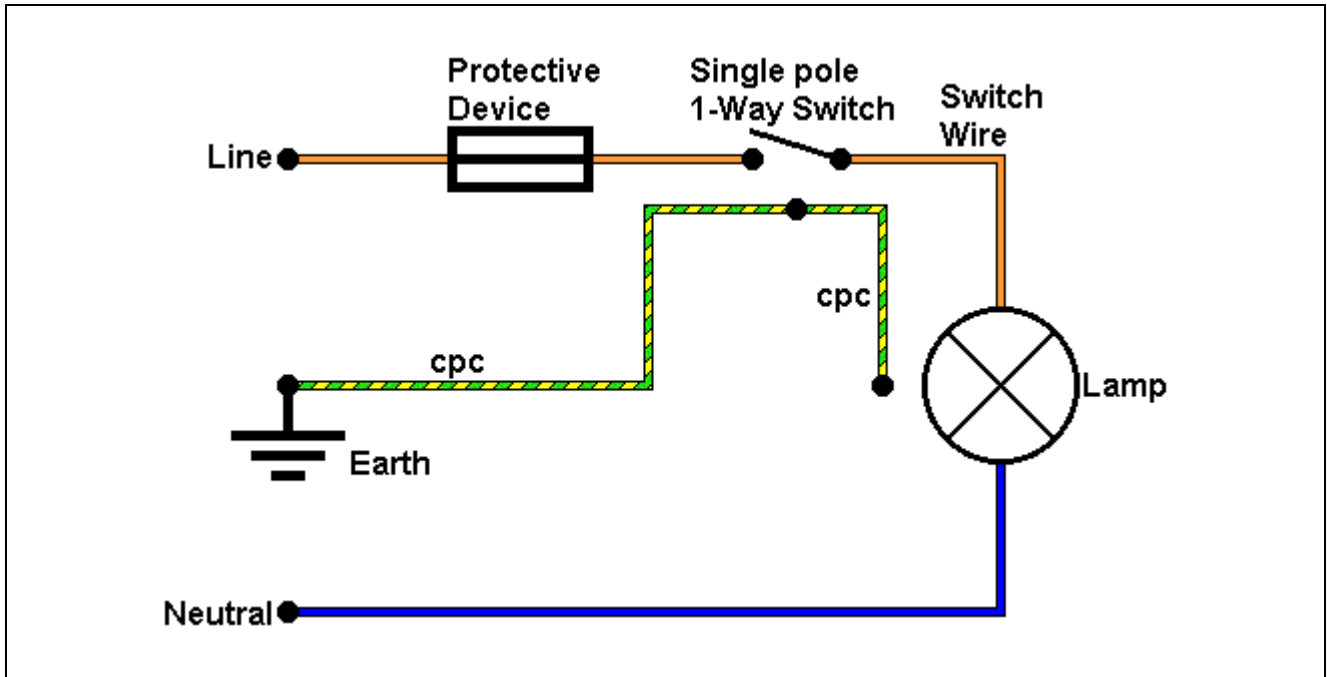 Protective
Device
Single pole
1-Way Switch
Switch
Wire
Line
cpc
cpc
Lamp
Earth
Neutral